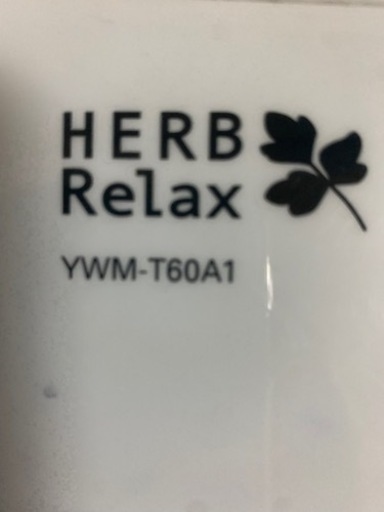 HERB
Relax
YWM-T60A1